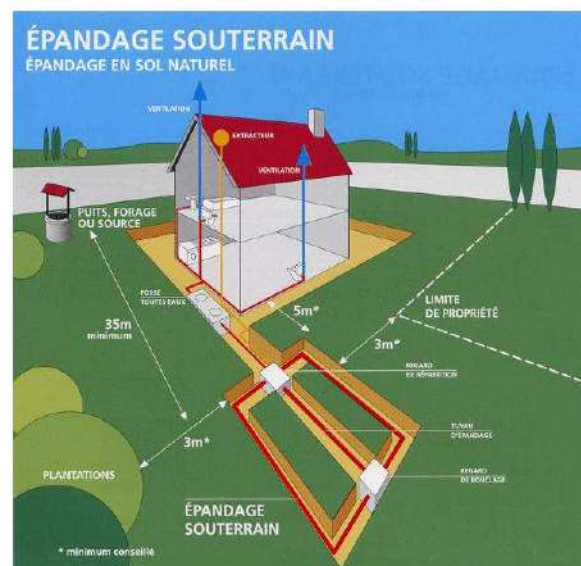 ÉPANDAGE SOUTERRAIN
ÉPANDAGE EN SOL NATUREL
VENTILATION
EXTRACTEUR
VENTILATION
PUITS, FORAGE
OU SOURCE
FOSSE
TOUTES EAUX
35m
minimum
5m*
LIMITE
DE PROPRIÉTÉ
3m*
REGARD
DE RÉPARTITION
3m*
TUYAU
D'ÉPANDAGE
PLANTATIONS
REGARD
DE BOUCLAGE
ÉPANDAGE
SOUTERRAIN
* minimum conseillé